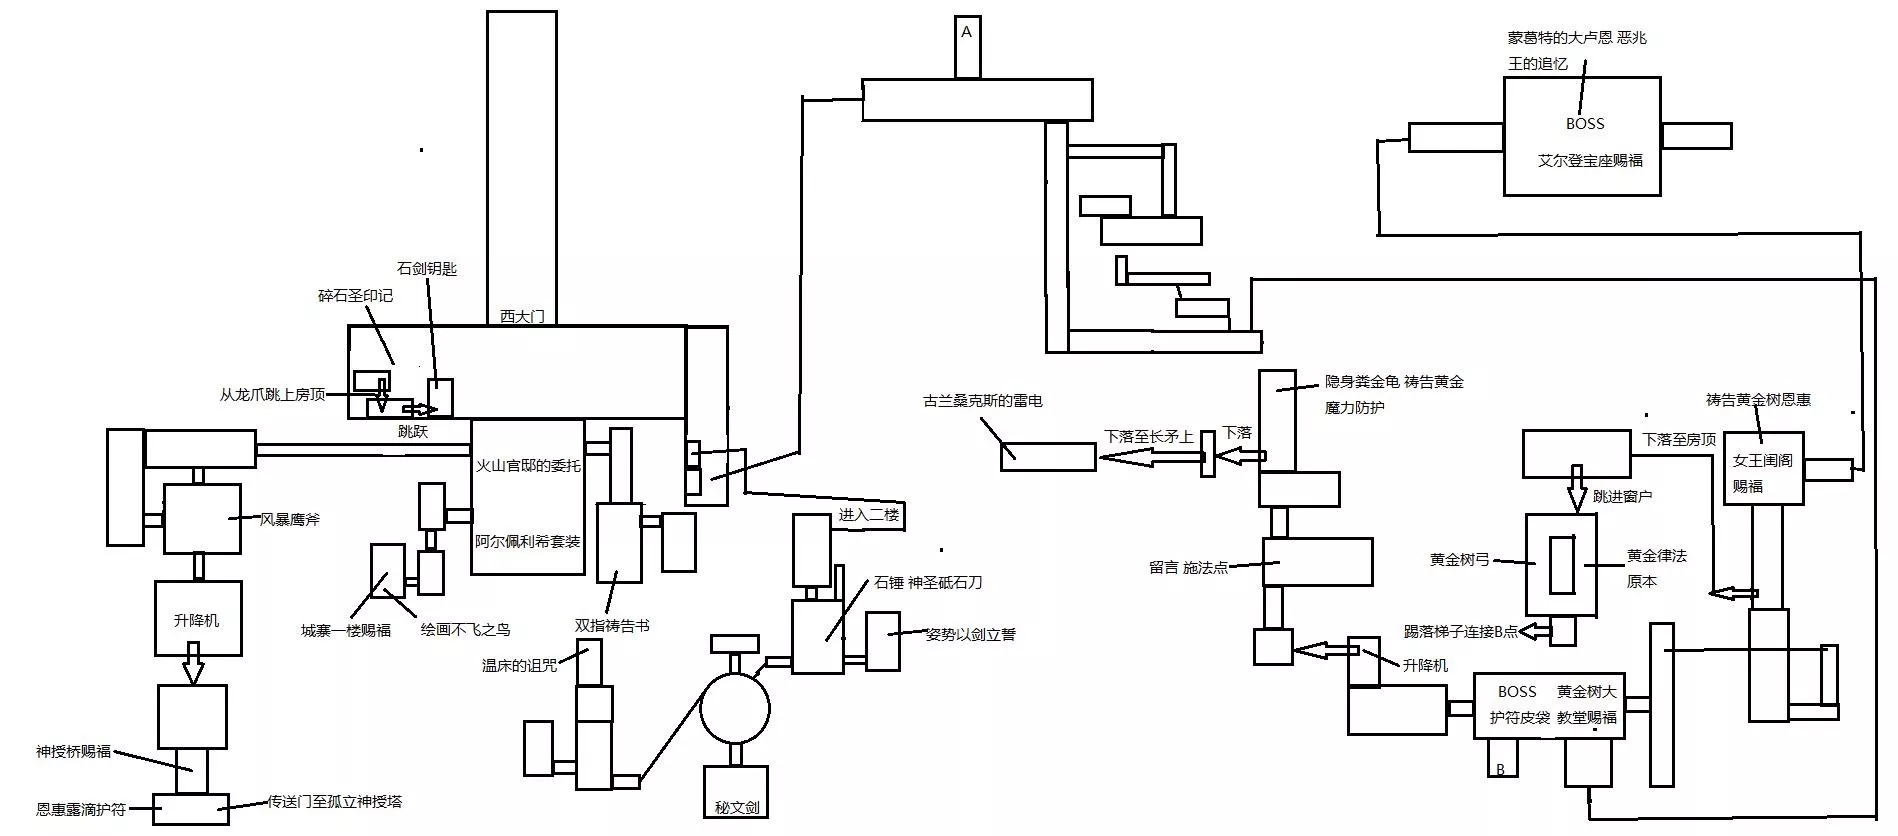 A
蒙葛特的大卢恩 恶兆
王的追忆
BOSS
艾尔登宝座赐福
石剑钥匙
碎石圣印记
西大门
从龙爪跳上房顶
跳跃
火山官邸的委托
阿尔佩利希套装
风暴鹰斧
升降机
城寨一楼赐福
绘画不飞之鸟
双指祷告书
温床的诅咒
神授桥赐福
恩惠露滴护符
传送门至孤立神授塔
进入二楼
石锤 神圣砥石刀
姿势以剑立誓
秘文剑
古兰桑克斯的雷电
下落至长矛上
下落
隐身粪金龟 祷告黄金
魔力防护
留言 施法点
升降机
BOSS
护符皮袋
黄金树大
教堂赐福
B
下落至房顶
跳进窗户
黄金树弓
黄金律法
原本
踢落梯子连接B点
祷告黄金树恩惠
女王闺阁
赐福